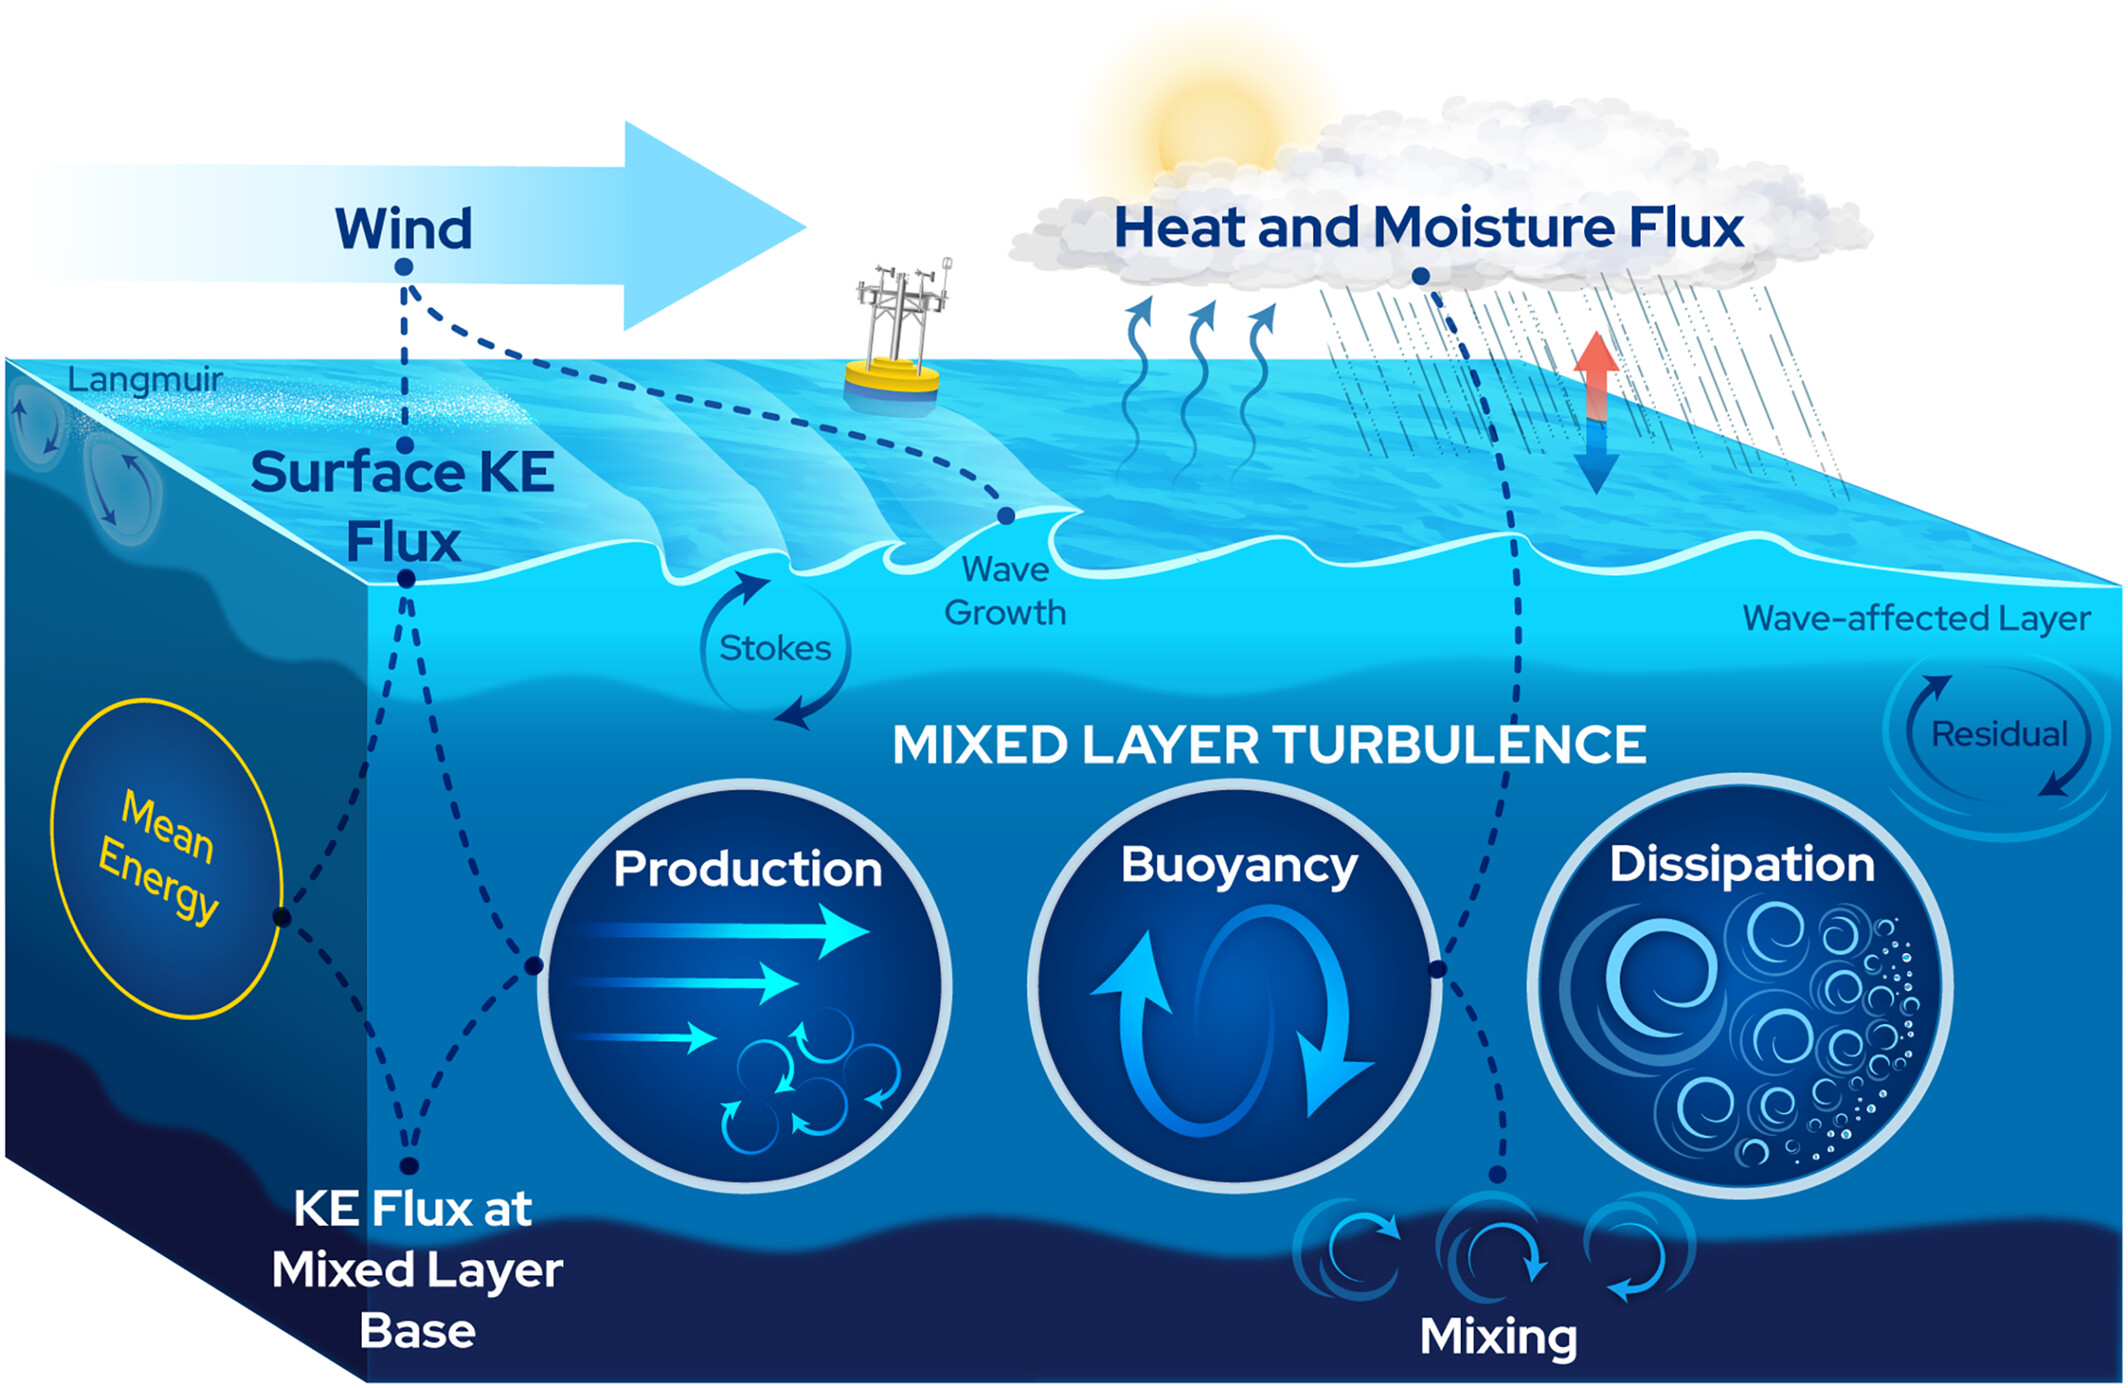 Wind
Heat and Moisture Flux
Langmuir
Surface KE
Flux
Wave
Growth
Stokes
Wave-affected Layer
Residual
MIXED LAYER TURBULENCE
Mean
Energy
Production
Buoyancy
Dissipation
KE Flux at
Mixed Layer
Base
Mixing